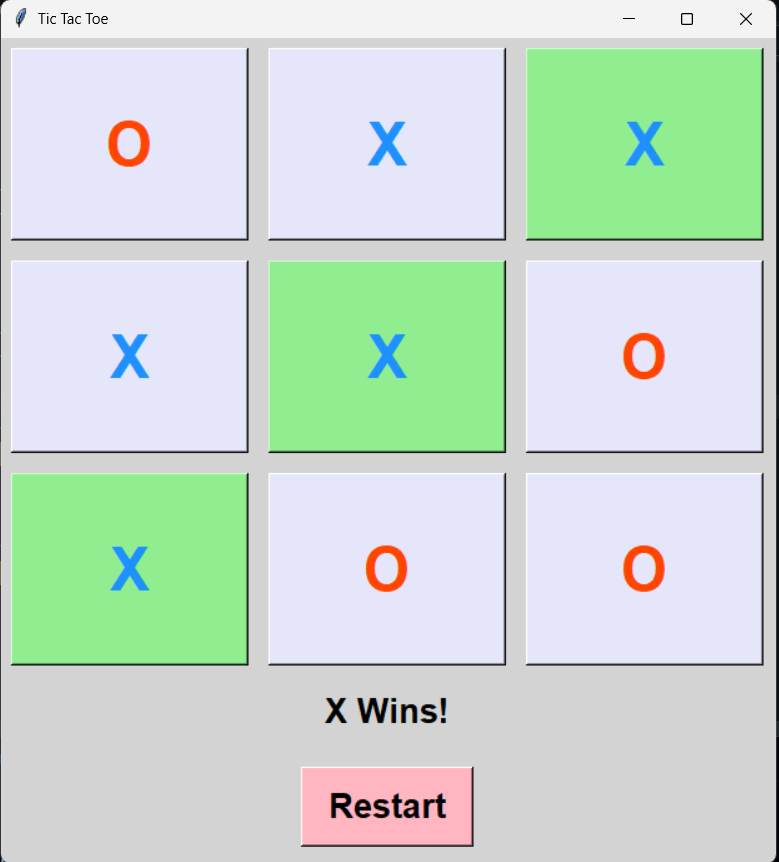 Tic Tac Toe
O X X
X X O
X O O
X Wins!
Restart